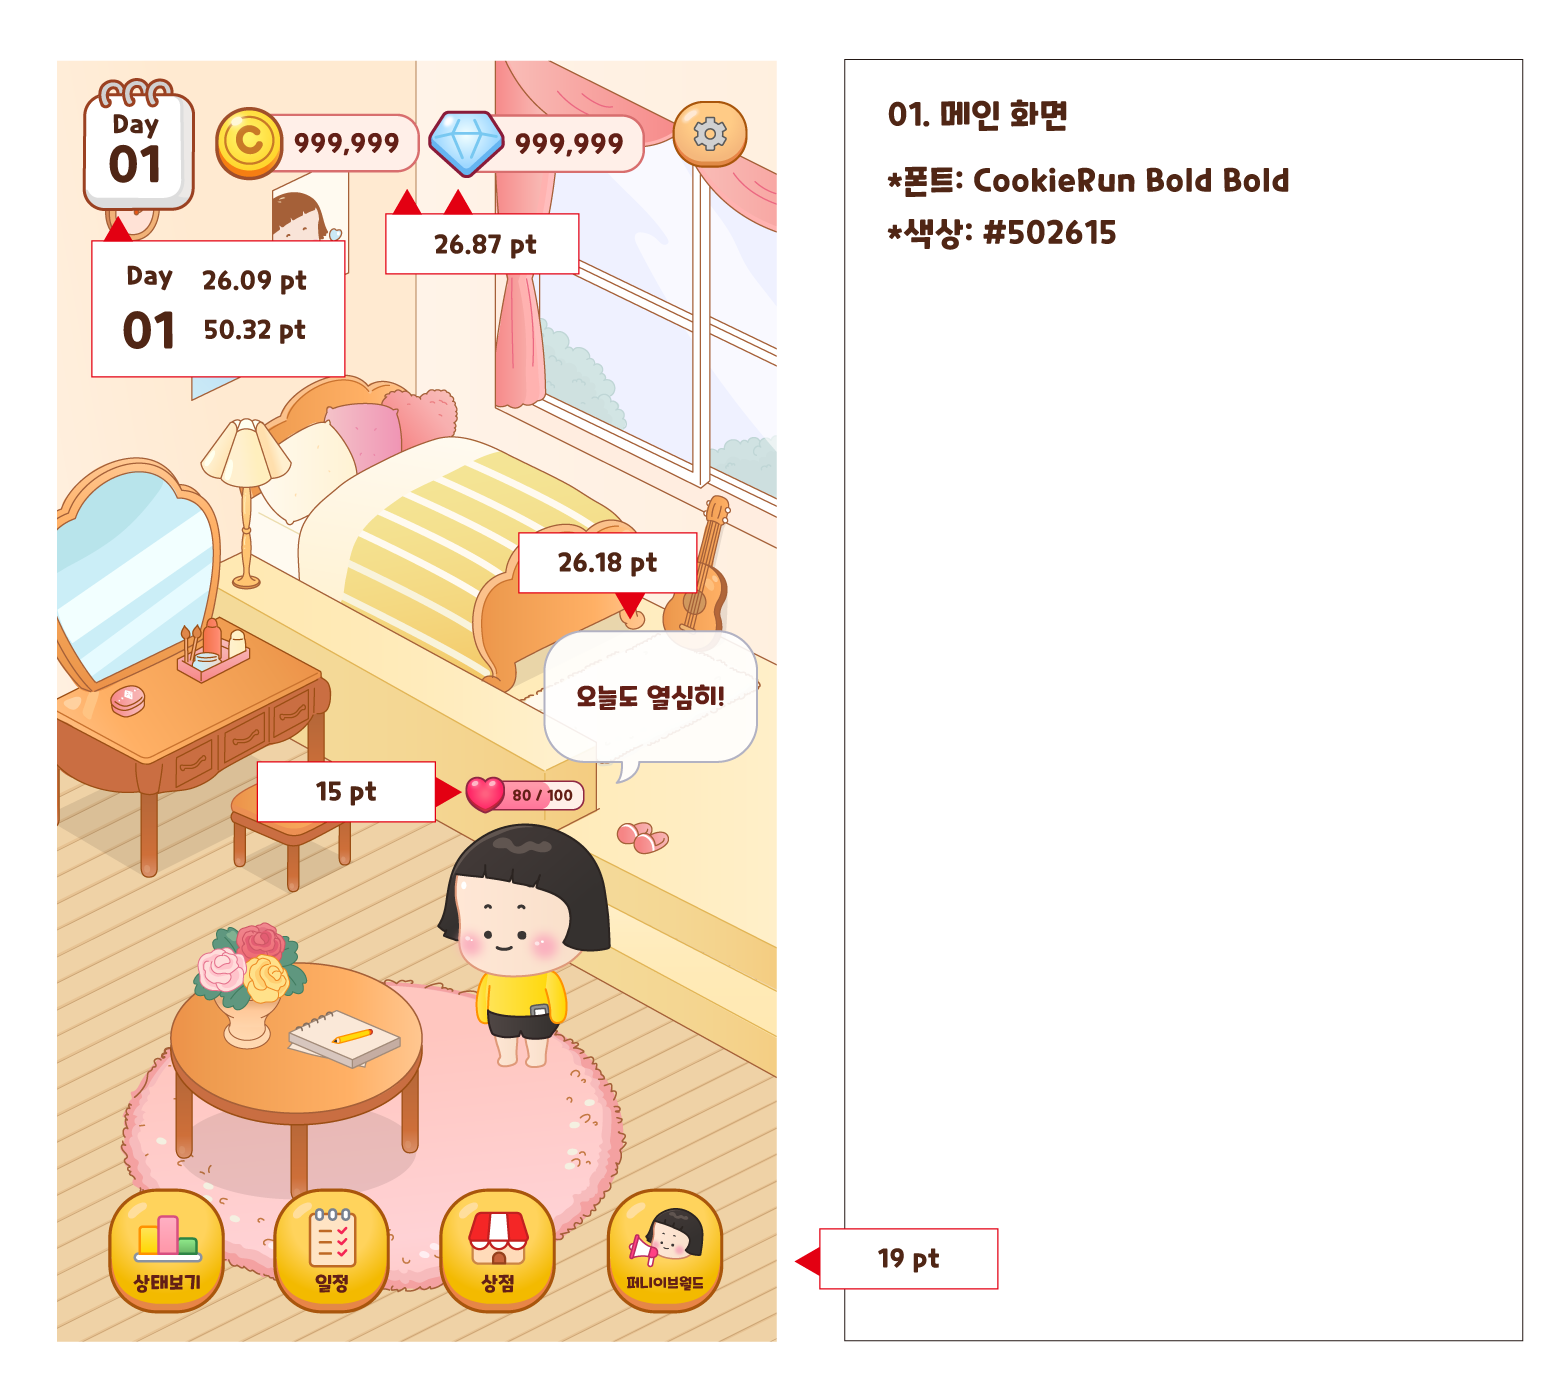 Day
01
C
999,999
999,999
26.87 pt
Day 26.09 pt
01 50.32 pt
26.18 pt
오늘도 열심히!
15 pt
80 / 100
상태보기
일정
상점
퍼니이브월드
19 pt
01. 메인 화면
*폰트: CookieRun Bold Bold
*색상: #502615